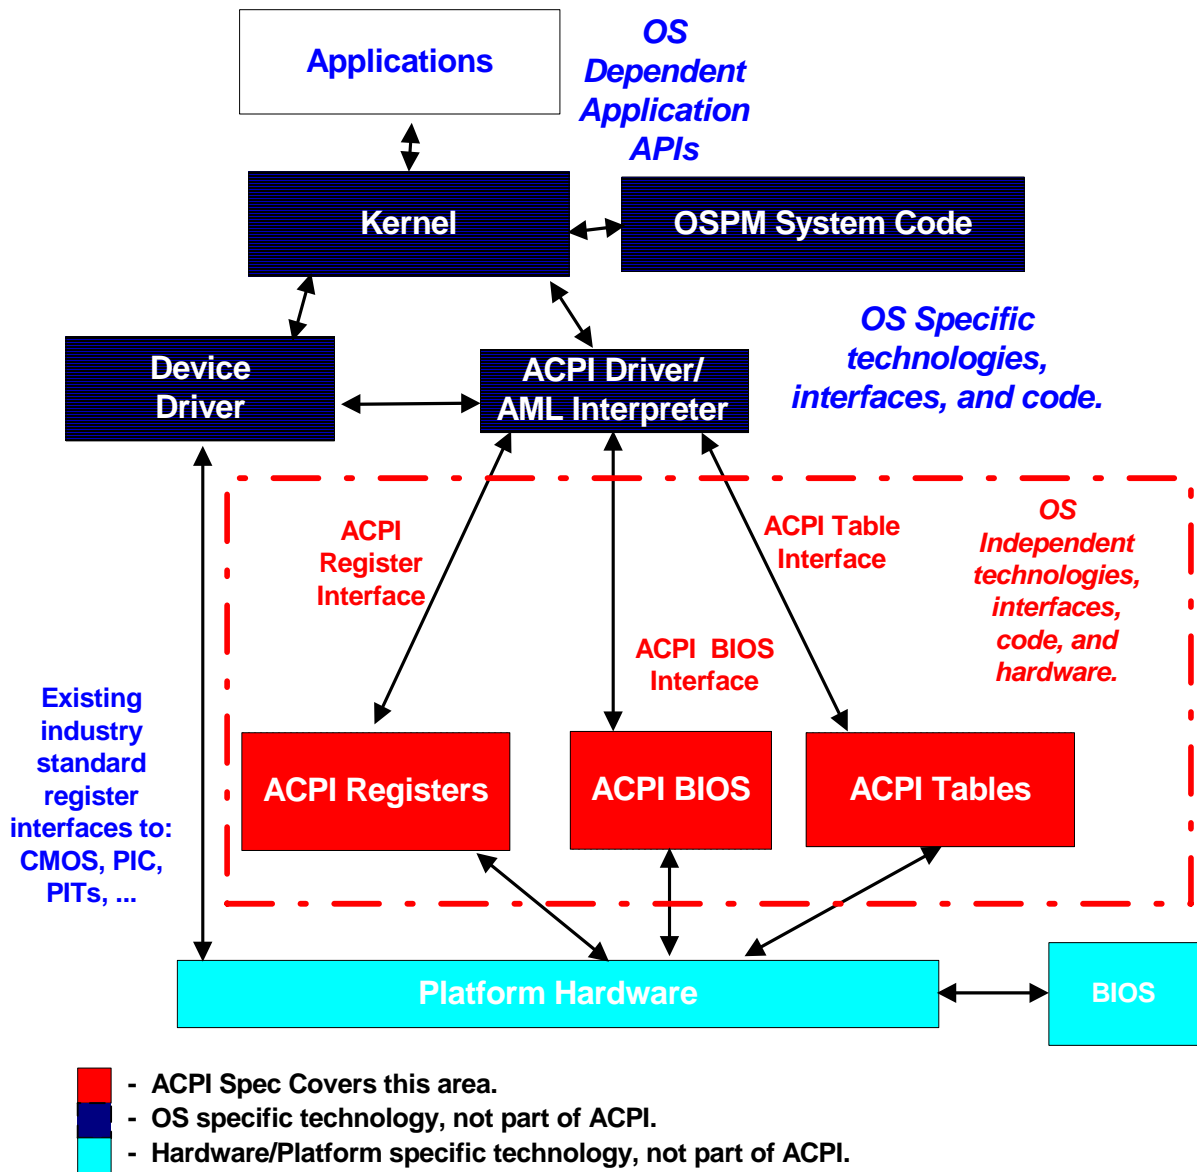 Applications
OS
Dependent
Application
APIs
Kernel
OSPM System Code
OS Specific
technologies,
interfaces, and code.
Device
Driver
ACPI Driver/
AML Interpreter
ACPI
Register
Interface
ACPI Table
Interface
OS
Independent
technologies,
interfaces,
code, and
hardware.
ACPI BIOS
Interface
Existing
industry
standard
register
interfaces to:
CMOS, PIC,
PITs, ...
ACPI Registers
ACPI BIOS
ACPI Tables
Platform Hardware
BIOS
- ACPI Spec Covers this area.
- OS specific technology, not part of ACPI.
- Hardware/Platform specific technology, not part of ACPI.